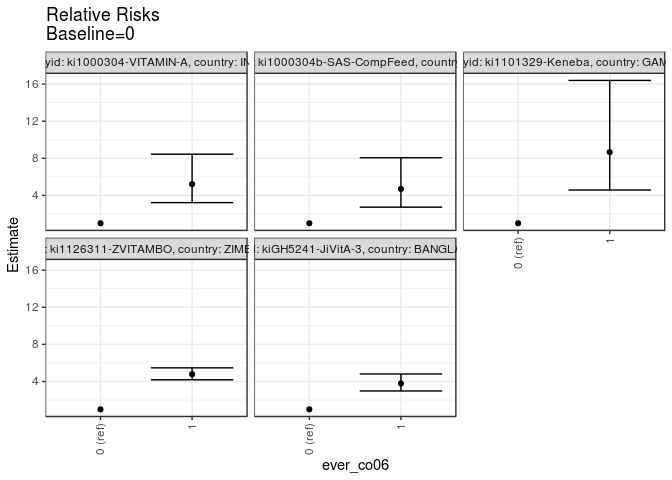 Relative Risks
Baseline=0
yid: ki1000304-VITAMIN-A, country: IN
: ki1000304b-SAS-CompFeed, country
yid: ki1101329-Keneba, country: GAM
16
12
8
4
: ki1126311-ZVITAMBO, country: ZIMB
: kiGH5241-JiVitA-3, country: BANGLA
16
12
8
4
0 (ref)
1
0 (ref)
1
0 (ref)
1
Estimate
ever_co06